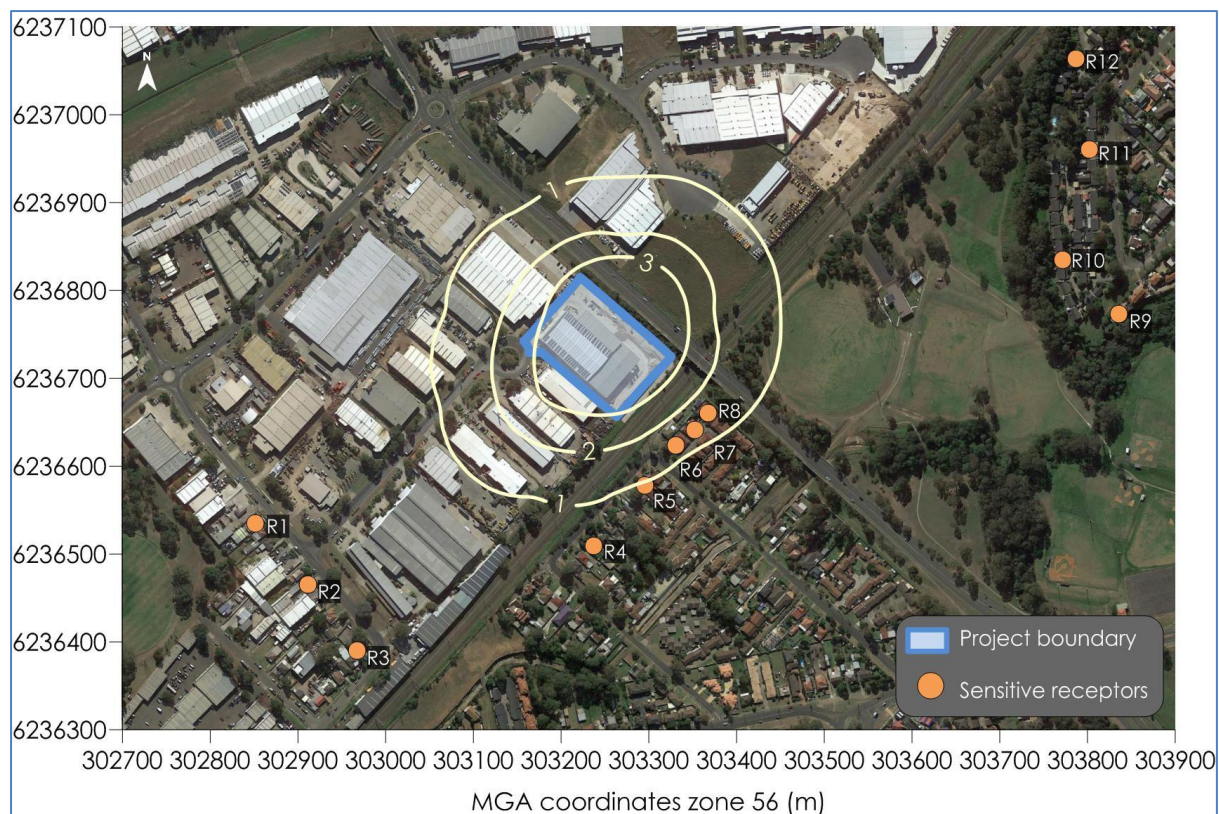 6237100
6237000
6236900
6236800
6236700
6236600
6236500
6236400
6236300
N
R12
R11
R10
R9
1
3
2
1
R8
R7
R6
R5
R4
R1
R2
R3
Project boundary
Sensitive receptors
302700 302800 302900 303000 303100 303200 303300 303400 303500 303600 303700 303800 303900
MGA coordinates zone 56 (m)